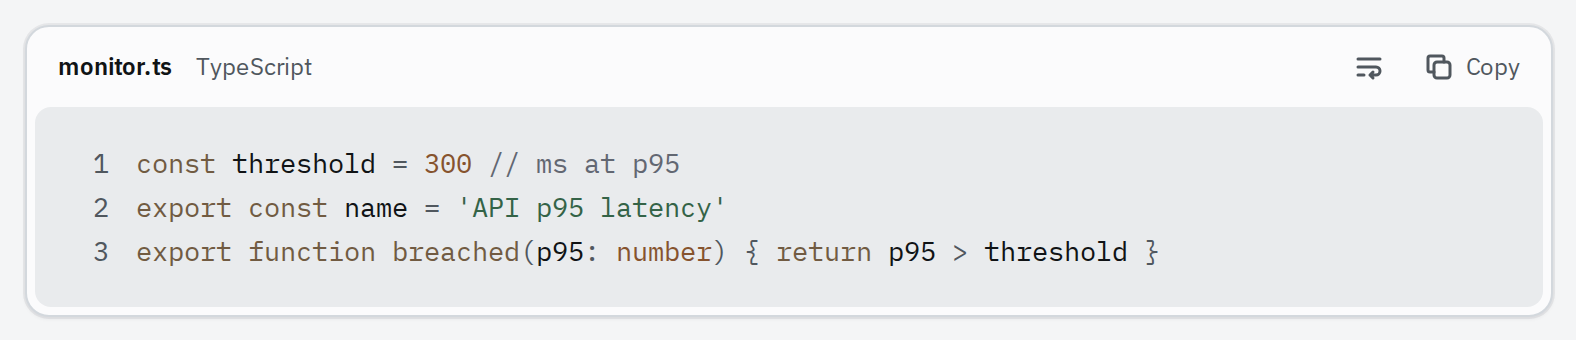 monitor.ts TypeScript Copy
1 const threshold = 300 // ms at p95
2 export const name = 'API p95 latency'
3 export function breached(p95: number) { return p95 > threshold }